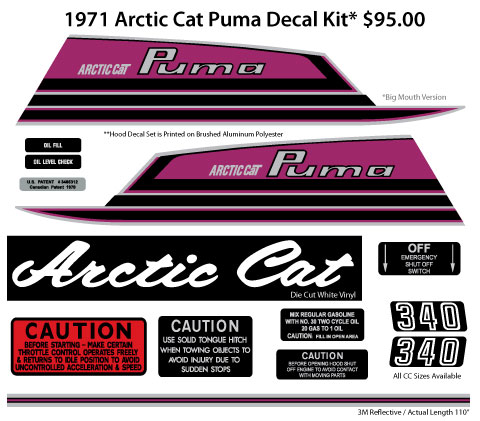 1971 Arctic Cat Puma Decal Kit* $95.00
ARCTIC CAT Puma
*Big Mouth Version
**Hood Decal Set is Printed on Brushed Aluminum Polyester
OIL FILL
OIL LEVEL CHECK
U.S. PATENT # 3485312
Canadian Patent 1970
ARCTIC CAT Puma
Arctic Cat
Die Cut White Vinyl
OFF
EMERGENCY
SHUT OFF
SWITCH
CAUTION
BEFORE STARTING - MAKE CERTAIN
THROTTLE CONTROL OPERATES FREELY
& RETURNS TO IDLE POSITION TO AVOID
UNCONTROLLED ACCELERATION & SPEED
CAUTION
USE SOLID TONGUE HITCH
WHEN TOWING OBJECTS TO
AVOID INJURY DUE TO
SUDDEN STOPS
MIX REGULAR GASOLINE
WITH NO. 30 TWO CYCLE OIL
20 GAS TO 1 OIL
CAUTION FILL IN OPEN AREA
CAUTION
BEFORE OPENING HOOD SHUT
OFF ENGINE TO AVOID CONTACT
WITH MOVING PARTS
340
340
All CC Sizes Available
3M Reflective / Actual Length 110"